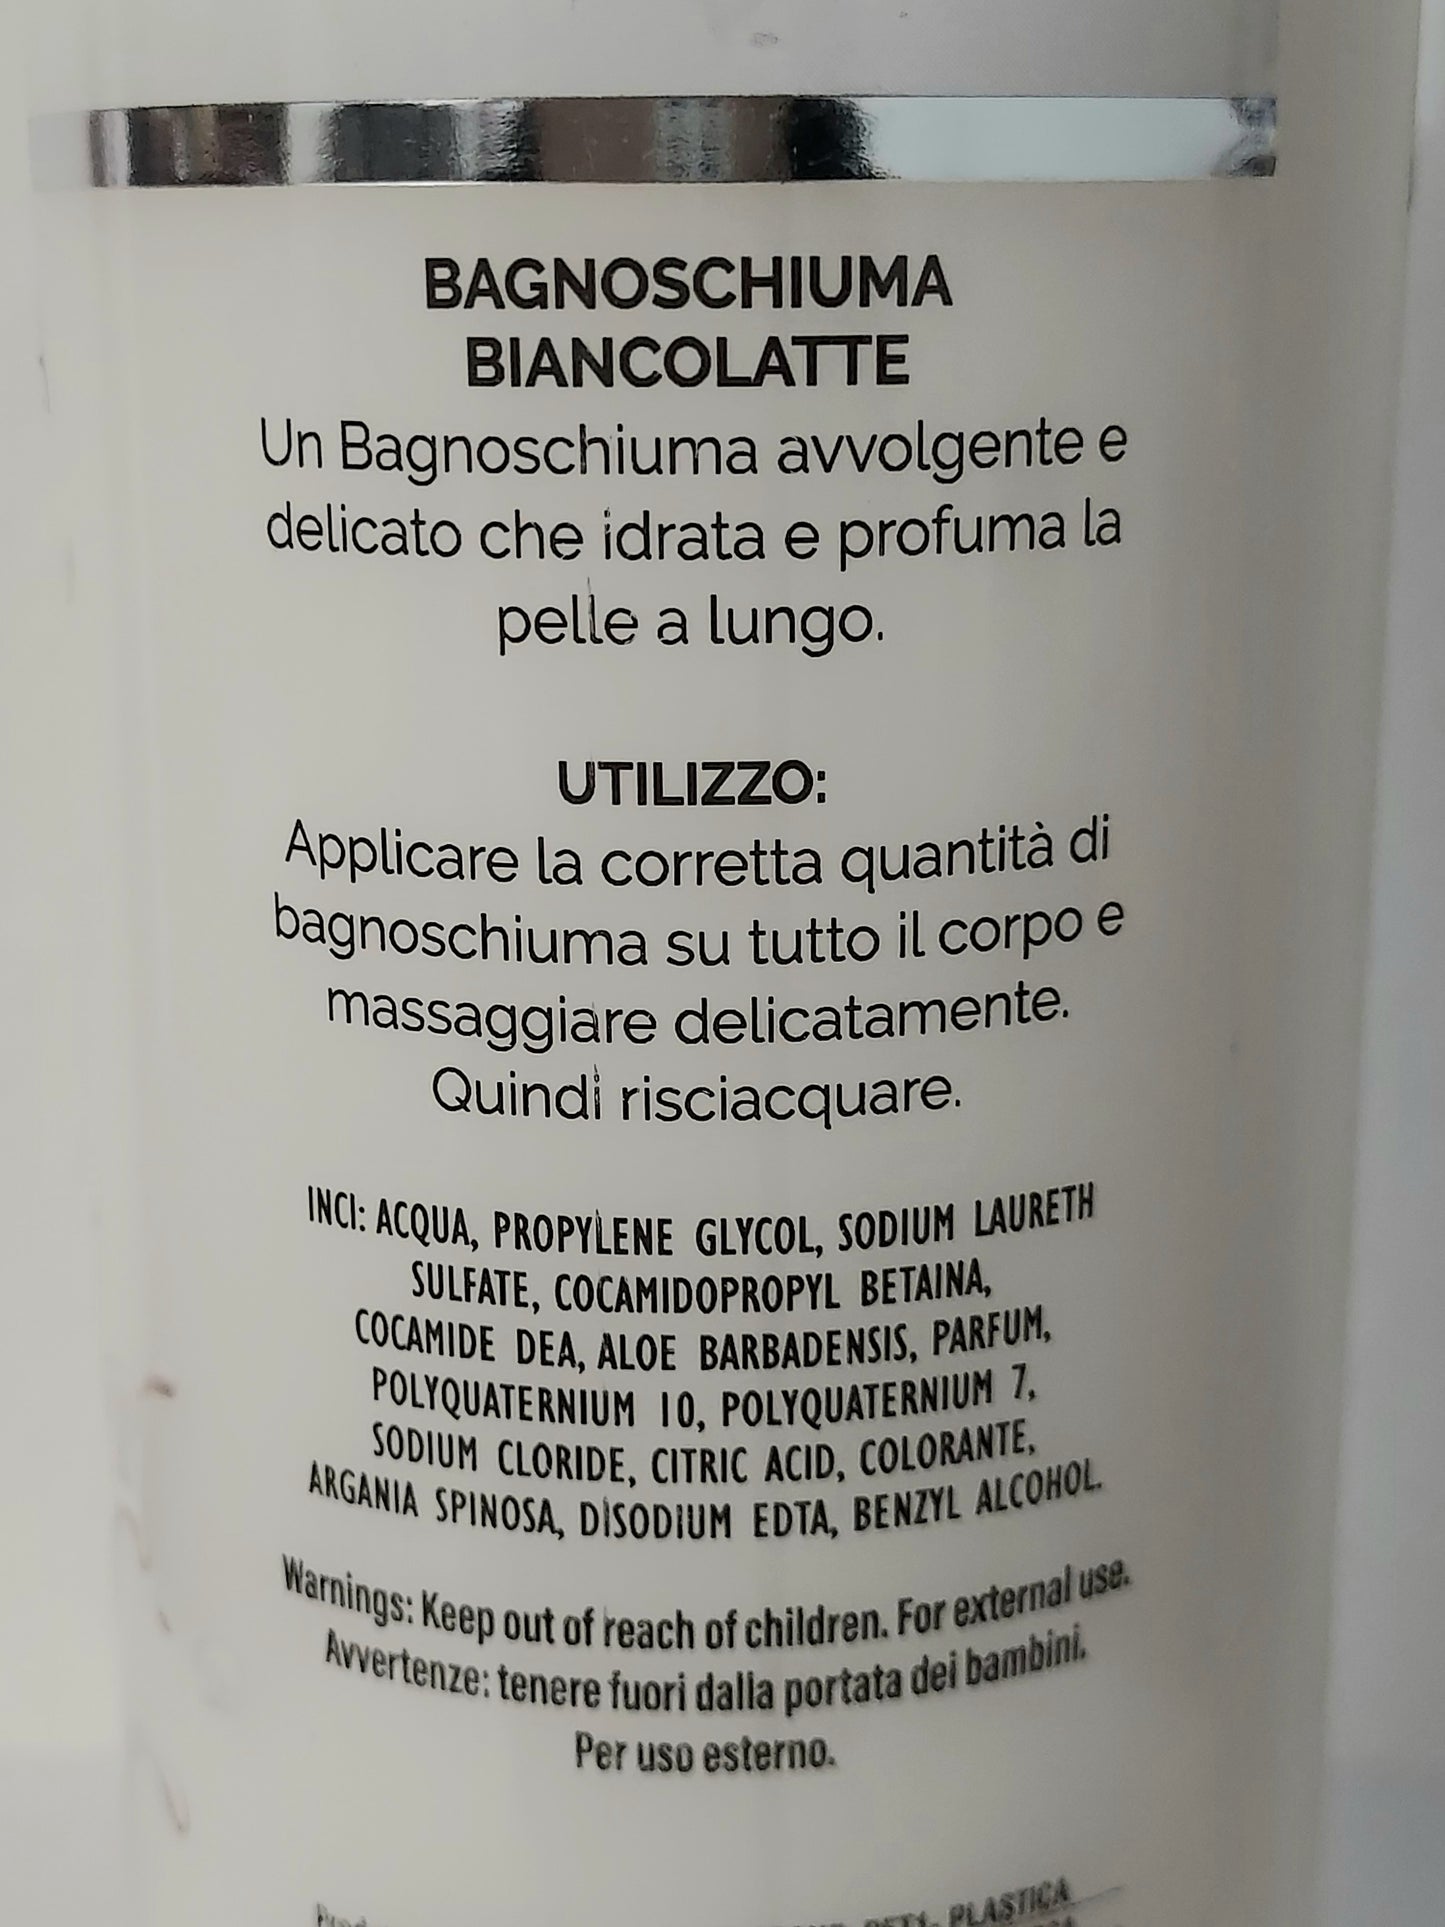 BAGNOSCHIUMA
BIANCOLATTE
Un Bagnoschiuma avvolgente e
delicato che idrata e profuma la
pelle a lungo.
UTILIZZO:
Applicare la corretta quantità di
bagnoschiuma su tutto il corpo e
massaggiare delicatamente.
Quindi risciacquare.
INCI: ACQUA, PROPYLENE GLYCOL, SODIUM LAURETH
SULFATE, COCAMIDOPROPYL BETAINA,
COCAMIDE DEA, ALOE BARBADENSIS, PARFUM,
POLYQUATERNIUM 10, POLYQUATERNIUM 7,
SODIUM CLORIDE, CITRIC ACID, COLORANTE,
ARGANIA SPINOSA, DISODIUM EDTA, BENZYL ALCOHOL.
Warnings: Keep out of reach of children. For external use.
Avvertenze: tenere fuori dalla portata dei bambini.
Per uso esterno.
PLASTICA